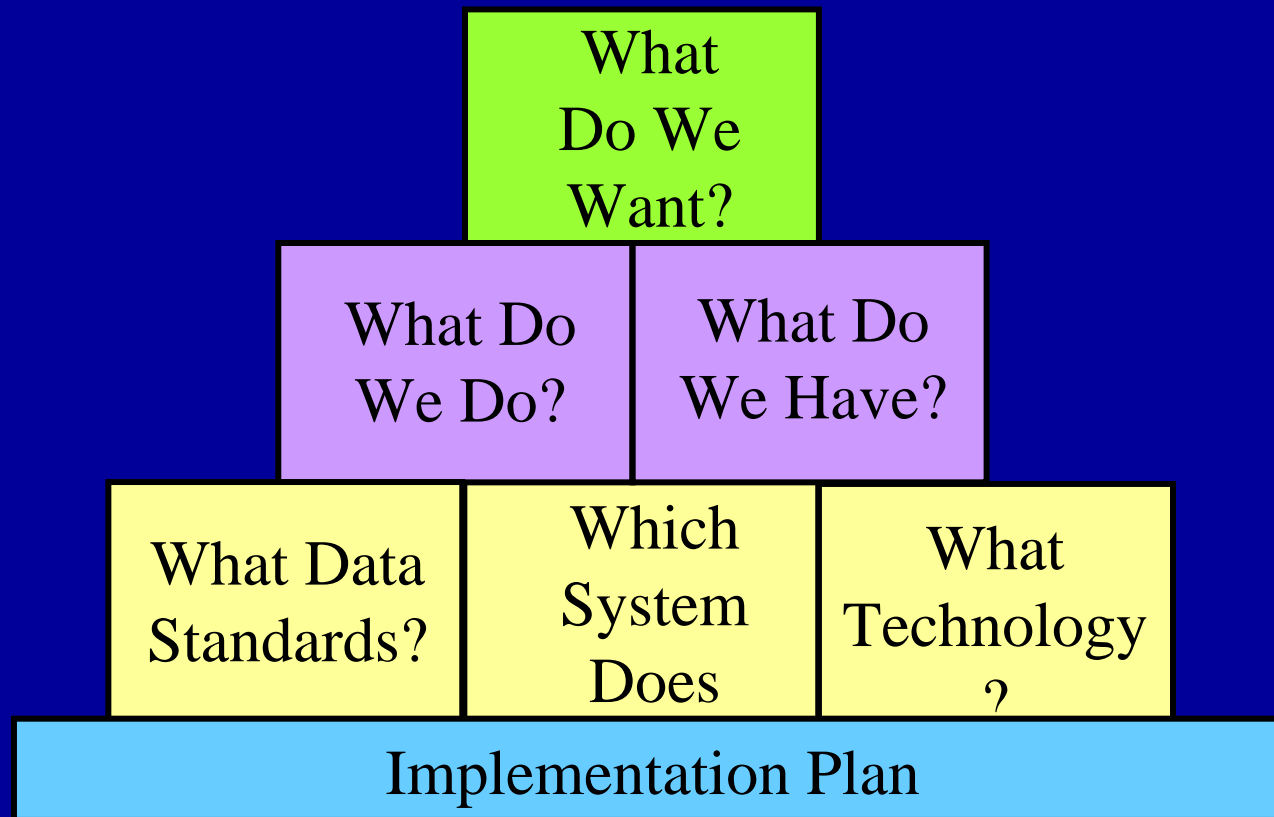 What
Do We
Want?
What Do
We Do?
What Do
We Have?
What Data
Standards?
Which
System
Does
What
Technology
?
Implementation Plan